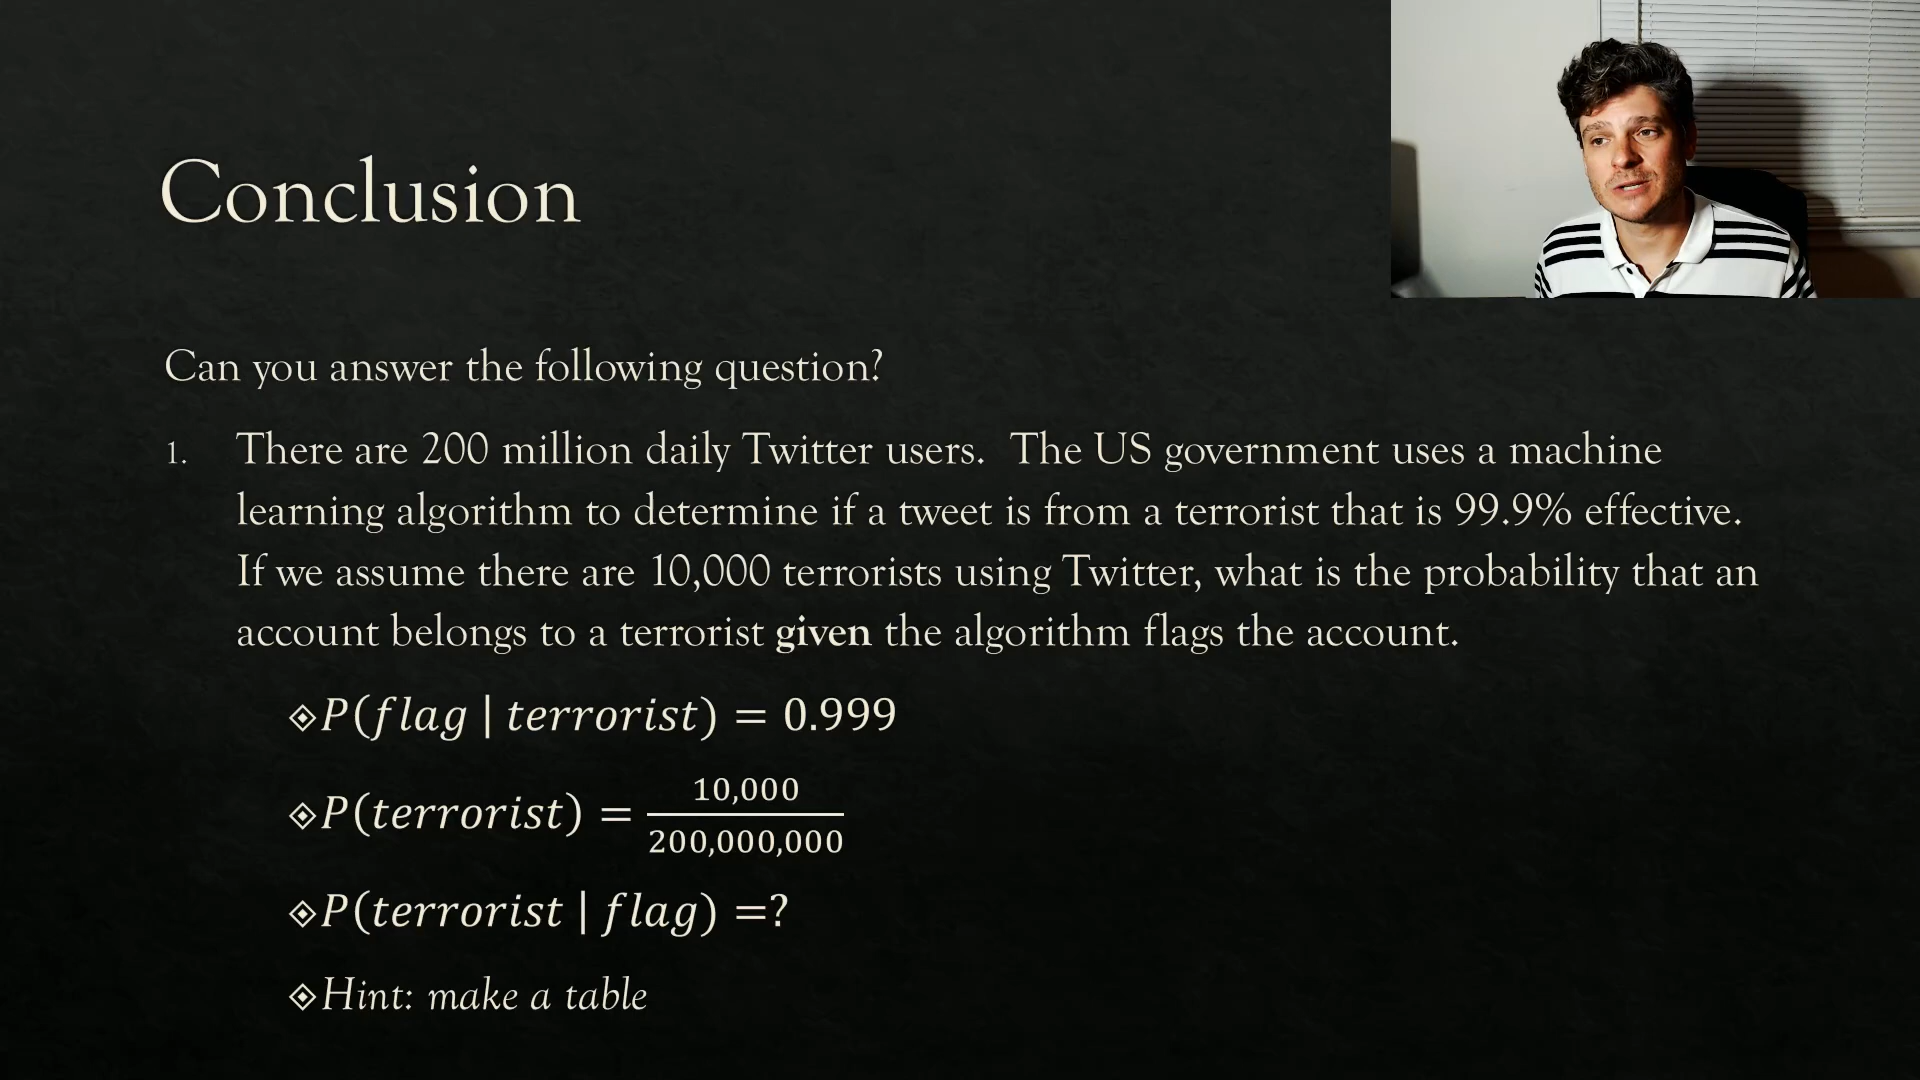 Conclusion
Can you answer the following question?
1. There are 200 million daily Twitter users. The US government uses a machine
learning algorithm to determine if a tweet is from a terrorist that is 99.9% effective.
If we assume there are 10,000 terrorists using Twitter, what is the probability that an
account belongs to a terrorist given the algorithm flags the account.
P(flag | terrorist) = 0.999
P(terrorist) = 10,000/200,000,000
P(terrorist | flag) =?
Hint: make a table